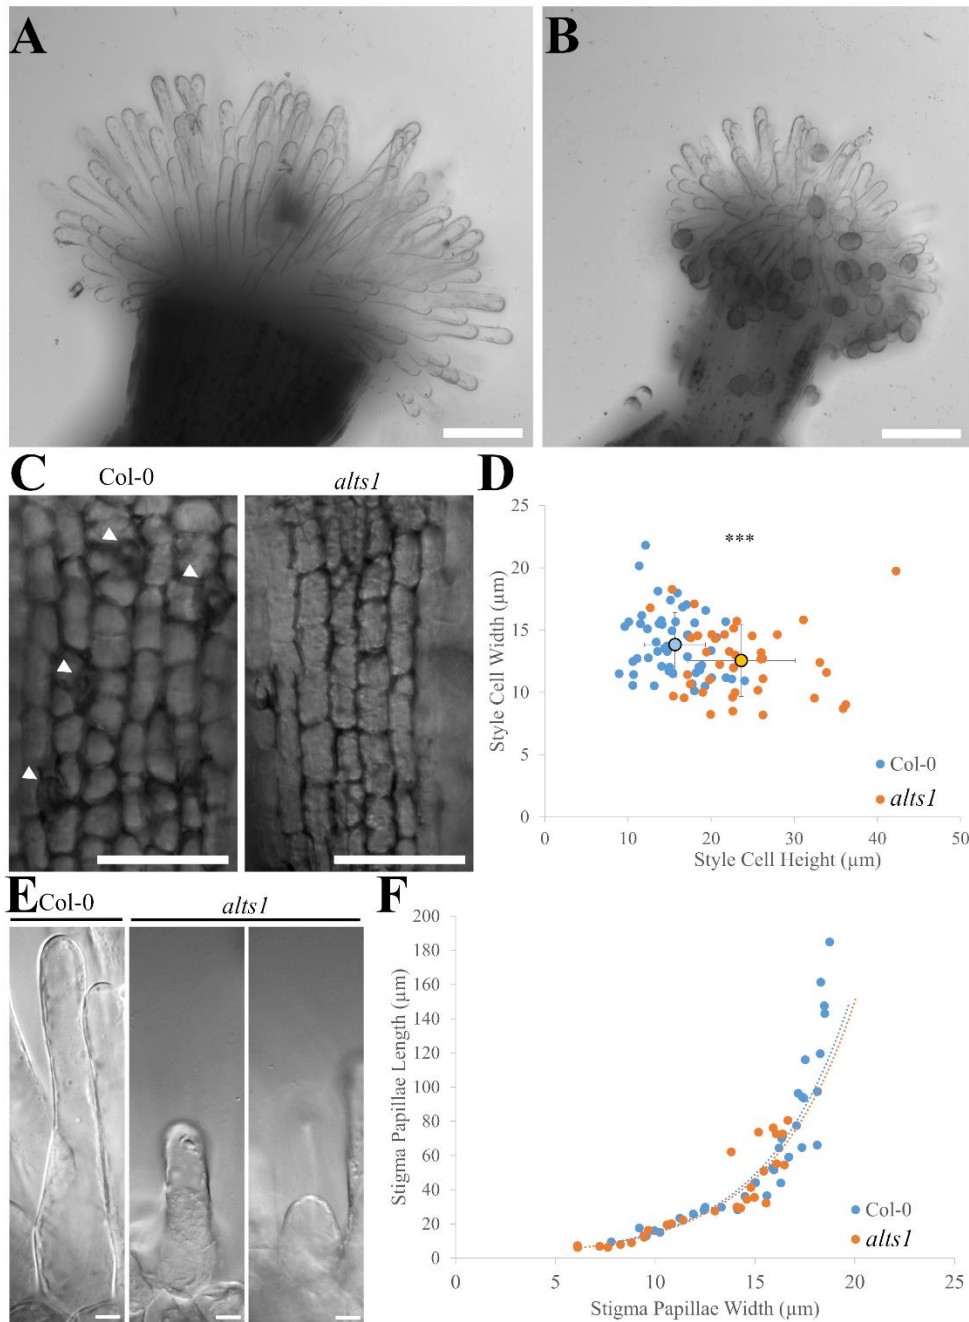 A
B
C
Col-0
alts1
D
25
20
15
10
5
0
Style Cell Width (µm)
***
Col-0
alts1
0
10
20
30
40
50
Style Cell Height (µm)
E
Col-0
alts1
F
200
180
160
140
120
100
80
60
40
20
0
Stigma Papillae Length (µm)
Col-0
alts1
0
5
10
15
20
25
Stigma Papillae Width (µm)